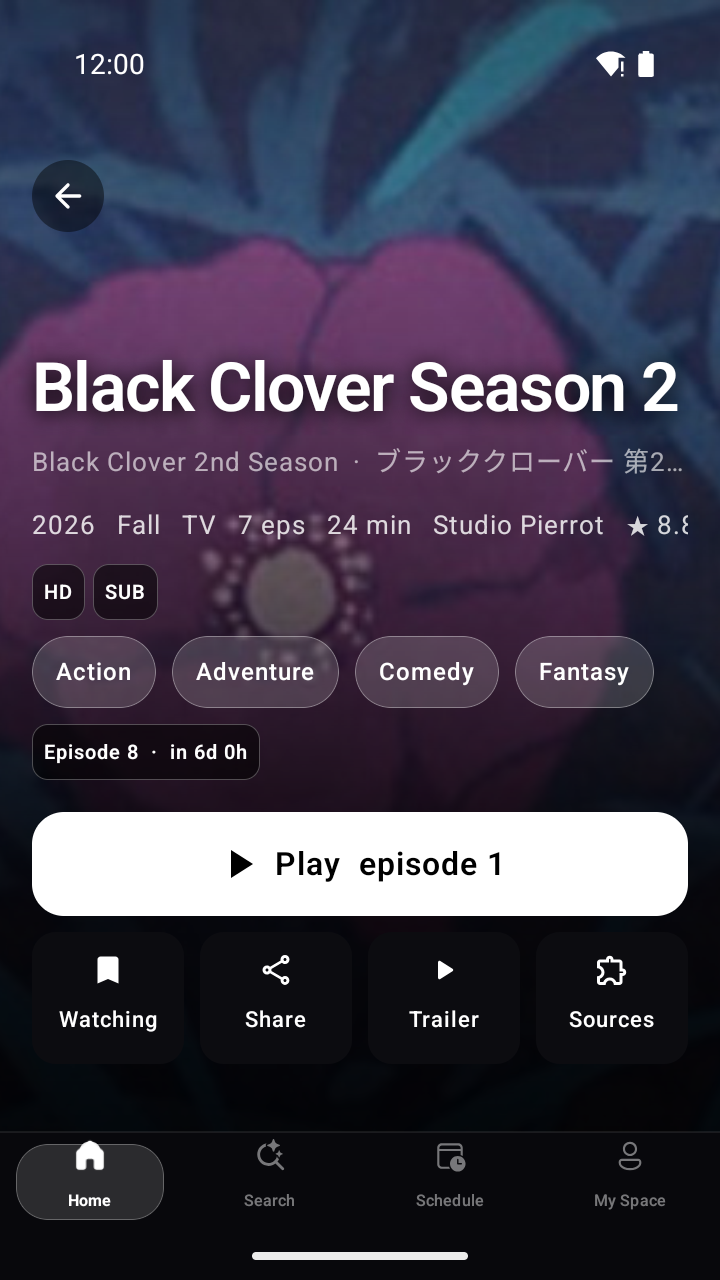 12:00
Black Clover Season 2
Black Clover 2nd Season · ブラッククローバー 第2…
2026 Fall TV 7 eps 24 min Studio Pierrot ★ 8.8
HD SUB
Action Adventure Comedy Fantasy
Episode 8 · in 6d 0h
Play episode 1
Watching Share Trailer Sources
Home Search Schedule My Space